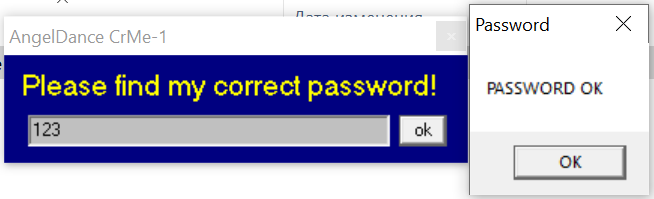 Дата изменения
AngelDance CrMe-1
Please find my correct password!
123
ok
Password
PASSWORD OK
OK